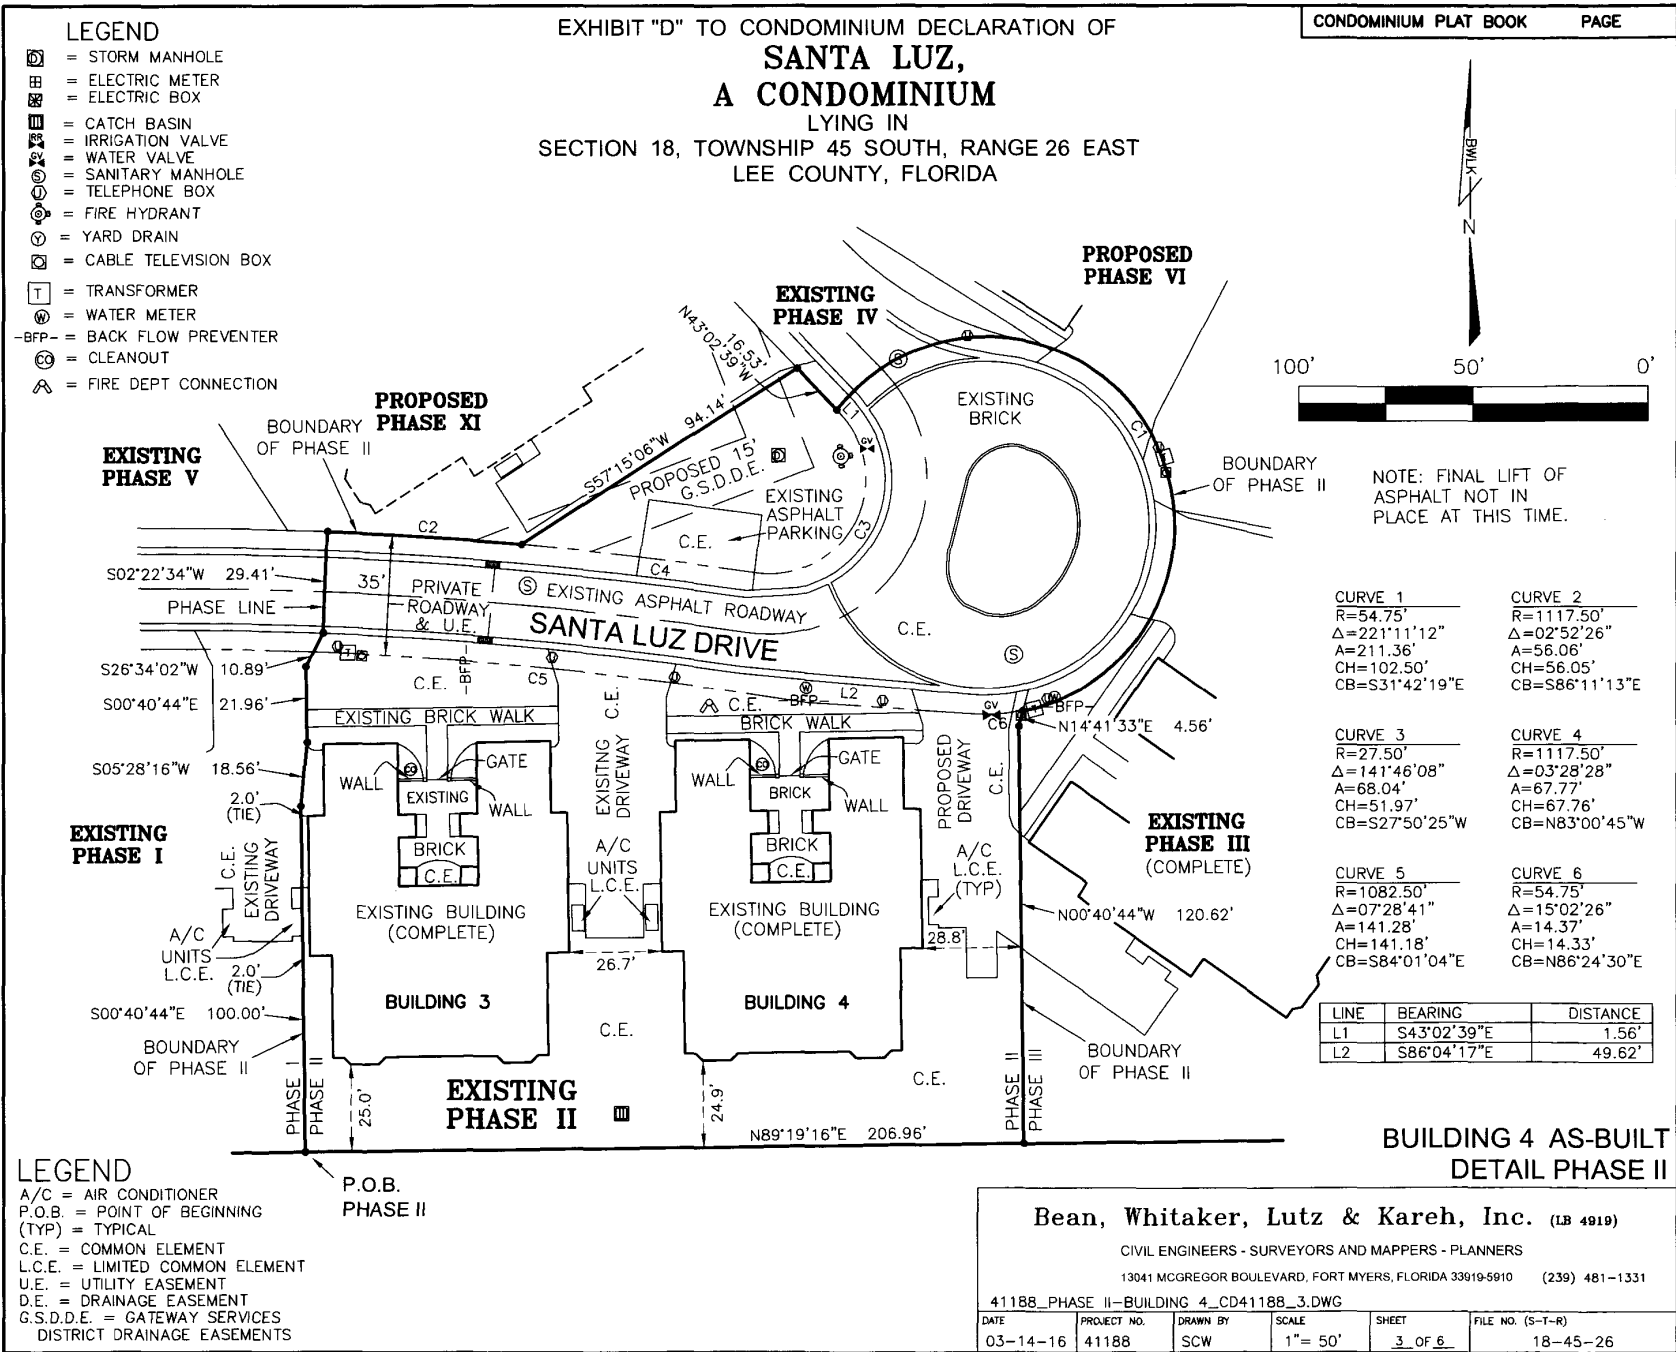 LEGEND
= STORM MANHOLE
= ELECTRIC METER
= ELECTRIC BOX
= CATCH BASIN
= IRRIGATION VALVE
= WATER VALVE
= SANITARY MANHOLE
= TELEPHONE BOX
= FIRE HYDRANT
= YARD DRAIN
= CABLE TELEVISION BOX
T = TRANSFORMER
W = WATER METER
-BFP- = BACK FLOW PREVENTER
CO = CLEANOUT
= FIRE DEPT CONNECTION
EXHIBIT "D" TO CONDOMINIUM DECLARATION OF
SANTA LUZ,
A CONDOMINIUM
LYING IN
SECTION 18, TOWNSHIP 45 SOUTH, RANGE 26 EAST
LEE COUNTY, FLORIDA
CONDOMINIUM PLAT BOOK PAGE
BWLK
N
100' 50' 0'
NOTE: FINAL LIFT OF
ASPHALT NOT IN
PLACE AT THIS TIME.
PROPOSED
PHASE VI
EXISTING
PHASE IV
N43°02'39"W
16.53'
PROPOSED
PHASE XI
BOUNDARY
OF PHASE II
EXISTING
PHASE V
S57°15'06"W 94.14'
PROPOSED 15'
G.S.D.D.E.
L1
GV
EXISTING
BRICK
C1
BOUNDARY
OF PHASE II
EXISTING
ASPHALT
PARKING
C.E.
C3
C2
C4
S02°22'34"W 29.41'
PHASE LINE
35'
PRIVATE
ROADWAY
& U.E.
EXISTING ASPHALT ROADWAY
SANTA LUZ DRIVE
C.E.
S26°34'02"W 10.89'
S00°40'44"E 21.96'
C.E.
-BFP-
C5
C.E.
C.E.
-BFP-
L2
GV
C6
-BFP-
N14°41'33"E 4.56'
EXISTING BRICK WALK
BRICK WALK
S05°28'16"W 18.56'
2.0'
(TIE)
WALL
CO
GATE
EXISTING
WALL
BRICK
C.E.
EXISITNG
DRIVEWAY
WALL
CO
GATE
BRICK
WALL
BRICK
C.E.
PROPOSED
DRIVEWAY
C.E.
EXISTING
PHASE I
C.E.
EXISTING
DRIVEWAY
A/C
UNITS
L.C.E.
A/C
L.C.E.
(TYP)
EXISTING
PHASE III
(COMPLETE)
EXISTING BUILDING
(COMPLETE)
EXISTING BUILDING
(COMPLETE)
N00°40'44"W 120.62'
A/C
UNITS
L.C.E.
2.0'
(TIE)
26.7'
28.8'
BUILDING 3
BUILDING 4
S00°40'44"E 100.00'
C.E.
BOUNDARY
OF PHASE II
BOUNDARY
OF PHASE II
PHASE I
PHASE II
25.0'
EXISTING
PHASE II
24.9'
C.E.
PHASE II
PHASE III
N89°19'16"E 206.96'
P.O.B.
PHASE II
CURVE 1
R=54.75'
Δ=221°11'12"
A=211.36'
CH=102.50'
CB=S31°42'19"E
CURVE 2
R=1117.50'
Δ=02°52'26"
A=56.06'
CH=56.05'
CB=S86°11'13"E
CURVE 3
R=27.50'
Δ=141°46'08"
A=68.04'
CH=51.97'
CB=S27°50'25"W
CURVE 4
R=1117.50'
Δ=03°28'28"
A=67.77'
CH=67.76'
CB=N83°00'45"W
CURVE 5
R=1082.50'
Δ=07°28'41"
A=141.28'
CH=141.18'
CB=S84°01'04"E
CURVE 6
R=54.75'
Δ=15°02'26"
A=14.37'
CH=14.33'
CB=N86°24'30"E
LINE BEARING DISTANCE
L1 S43°02'39"E 1.56'
L2 S86°04'17"E 49.62'
BUILDING 4 AS-BUILT
DETAIL PHASE II
LEGEND
A/C = AIR CONDITIONER
P.O.B. = POINT OF BEGINNING
(TYP) = TYPICAL
C.E. = COMMON ELEMENT
L.C.E. = LIMITED COMMON ELEMENT
U.E. = UTILITY EASEMENT
D.E. = DRAINAGE EASEMENT
G.S.D.D.E. = GATEWAY SERVICES
DISTRICT DRAINAGE EASEMENTS
Bean, Whitaker, Lutz & Kareh, Inc. (LB 4919)
CIVIL ENGINEERS - SURVEYORS AND MAPPERS - PLANNERS
13041 MCGREGOR BOULEVARD, FORT MYERS, FLORIDA 33919-5910 (239) 481-1331
41188_PHASE II-BUILDING 4_CD41188_3.DWG
DATE PROJECT NO. DRAWN BY SCALE SHEET FILE NO. (S-T-R)
03-14-16 41188 SCW 1"= 50' 3 OF 6 18-45-26